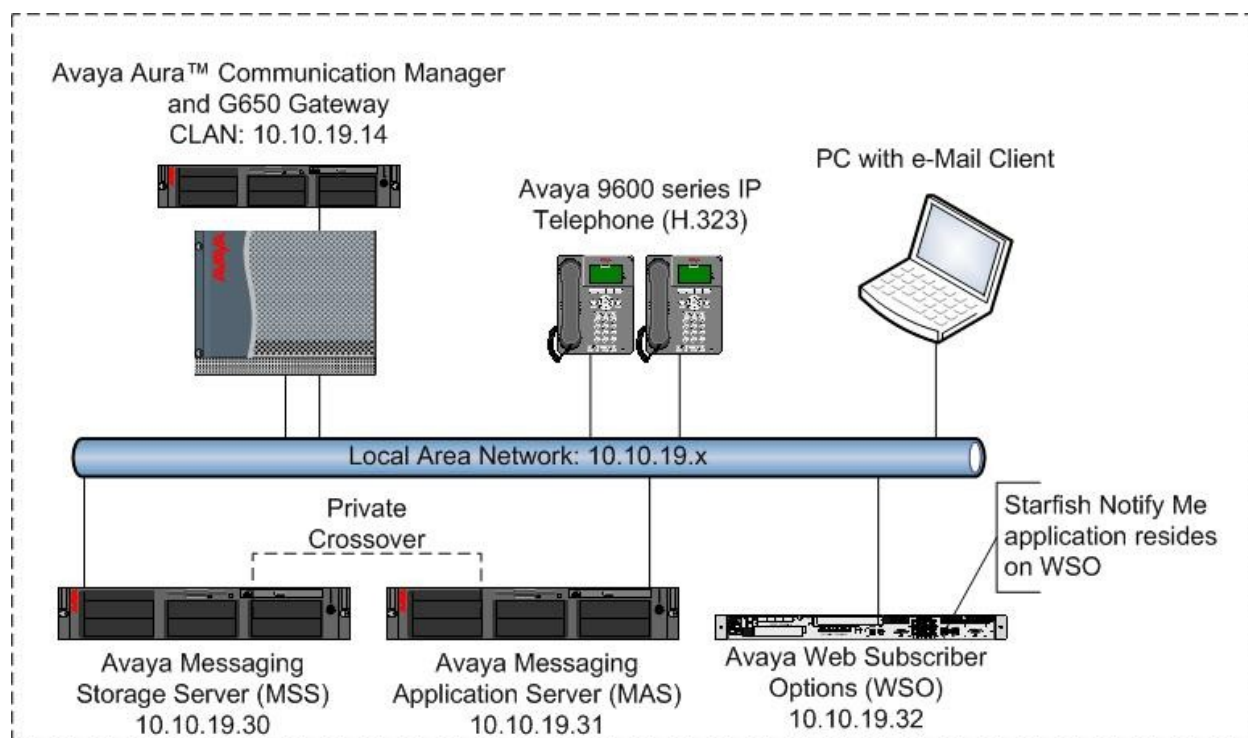 Avaya Aura™ Communication Manager
and G650 Gateway
CLAN: 10.10.19.14
AVAYA
Avaya 9600 series IP
Telephone (H.323)
PC with e-Mail Client
Local Area Network: 10.10.19.x
Private
Crossover
Starfish Notify Me
application resides
on WSO
Avaya Messaging
Storage Server (MSS)
10.10.19.30
Avaya Messaging
Application Server (MAS)
10.10.19.31
Avaya Web Subscriber
Options (WSO)
10.10.19.32